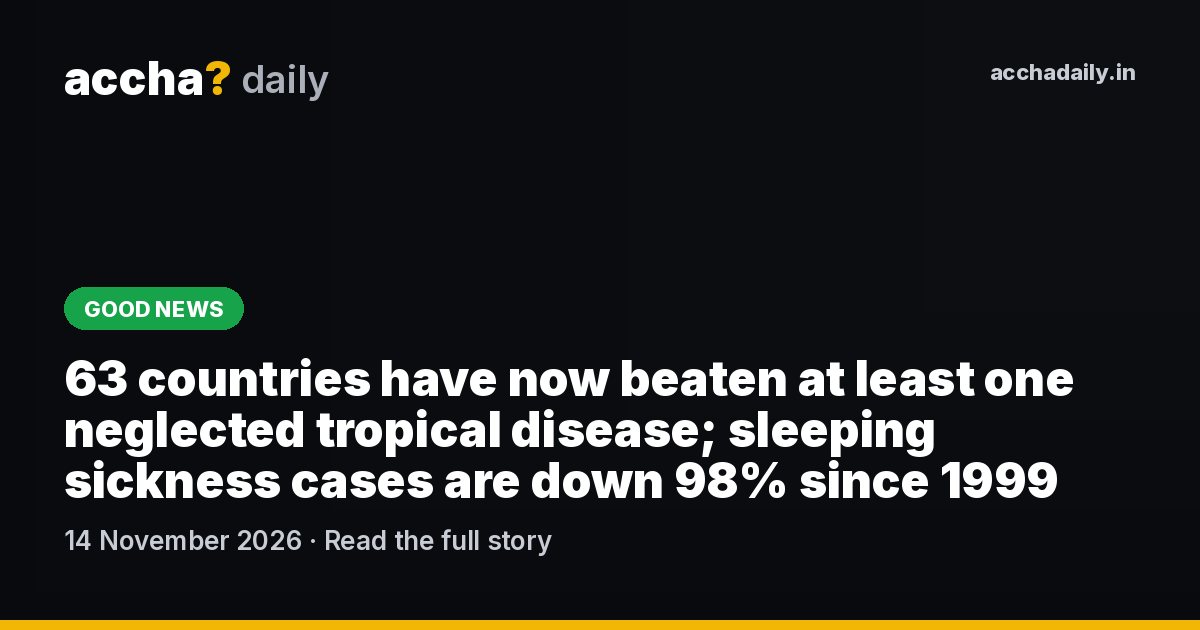 accha? daily
acchadaily.in
GOOD NEWS
63 countries have now beaten at least one
neglected tropical disease; sleeping
sickness cases are down 98% since 1999
14 November 2026 · Read the full story